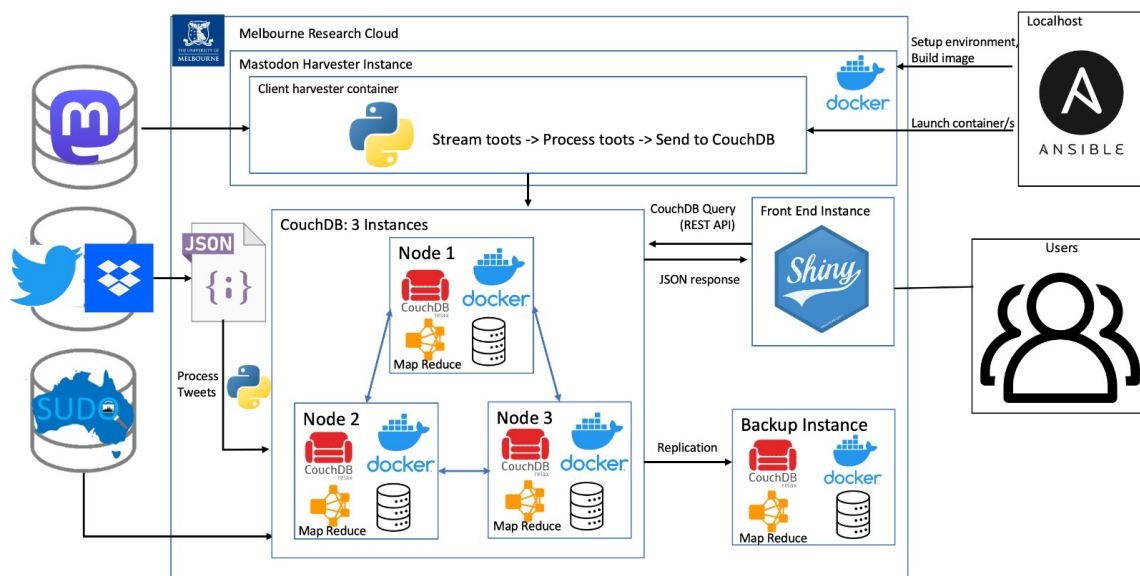 THE UNIVERSITY OF
MELBOURNE
Melbourne Research Cloud
Localhost
Setup environment,
Build image
Mastodon Harvester Instance
docker
Client harvester container
Stream toots -> Process toots -> Send to CouchDB
Launch container/s
ANSIBLE
CouchDB: 3 Instances
CouchDB Query
(REST API)
JSON response
Front End Instance
Shiny
Users
JSON
{;}
Node 1
CouchDB
relax
docker
Map Reduce
SUDO
Process
Tweets
Node 2
CouchDB
relax
docker
Map Reduce
Node 3
CouchDB
relax
docker
Map Reduce
Replication
Backup Instance
CouchDB
relax
docker
Map Reduce